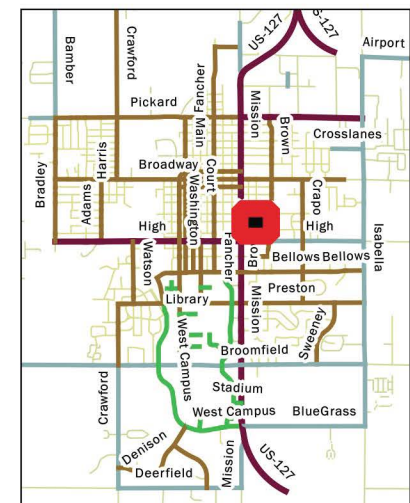 US-127
S-127
Bamber
Crawford
Airport
Fancher
Pickard
Mission
Brown
Main
Crosslanes
Harris
Broadway
Court
Bradley
Adams
Washington
Crapo
High
High
Isabella
Watson
Fancher
Bro
Bellows
Bellows
Preston
Library
Mission
West Campus
Sweeney
Broomfield
Crawford
Stadium
West Campus
BlueGrass
Denison
Deerfield
Mission
US-127